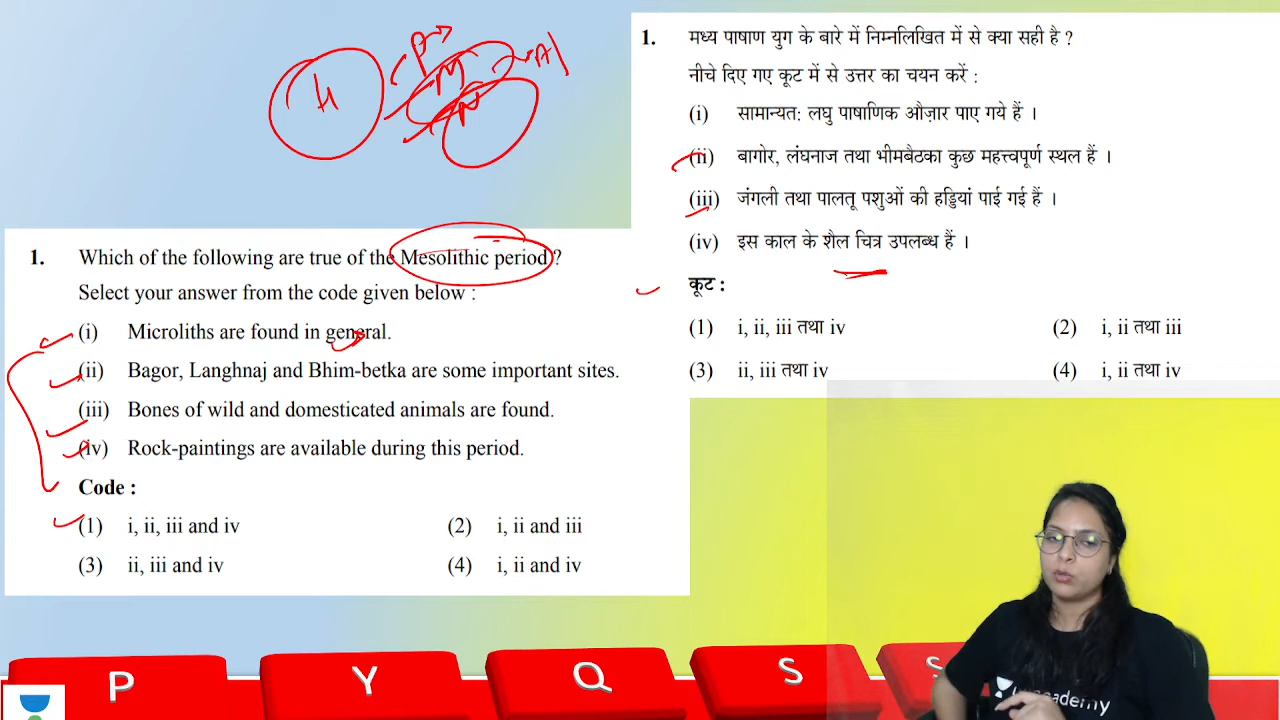 H
P
M
N
Al
1. मध्य पाषाण युग के बारे में निम्नलिखित में से क्या सही है ?
नीचे दिए गए कूट में से उत्तर का चयन करें :
(i) सामान्यत: लघु पाषाणिक औज़ार पाए गये हैं ।
(ii) बागोर, लंघनाज तथा भीमबैठका कुछ महत्त्वपूर्ण स्थल हैं ।
(iii) जंगली तथा पालतू पशुओं की हड्डियां पाई गई हैं ।
(iv) इस काल के शैल चित्र उपलब्ध हैं ।
कूट :
(1) i, ii, iii तथा iv (2) i, ii तथा iii
(3) ii, iii तथा iv (4) i, ii तथा iv
1. Which of the following are true of the Mesolithic period ?
Select your answer from the code given below :
(i) Microliths are found in general.
(ii) Bagor, Langhnaj and Bhim-betka are some important sites.
(iii) Bones of wild and domesticated animals are found.
(iv) Rock-paintings are available during this period.
Code :
(1) i, ii, iii and iv (2) i, ii and iii
(3) ii, iii and iv (4) i, ii and iv
P Y Q S S